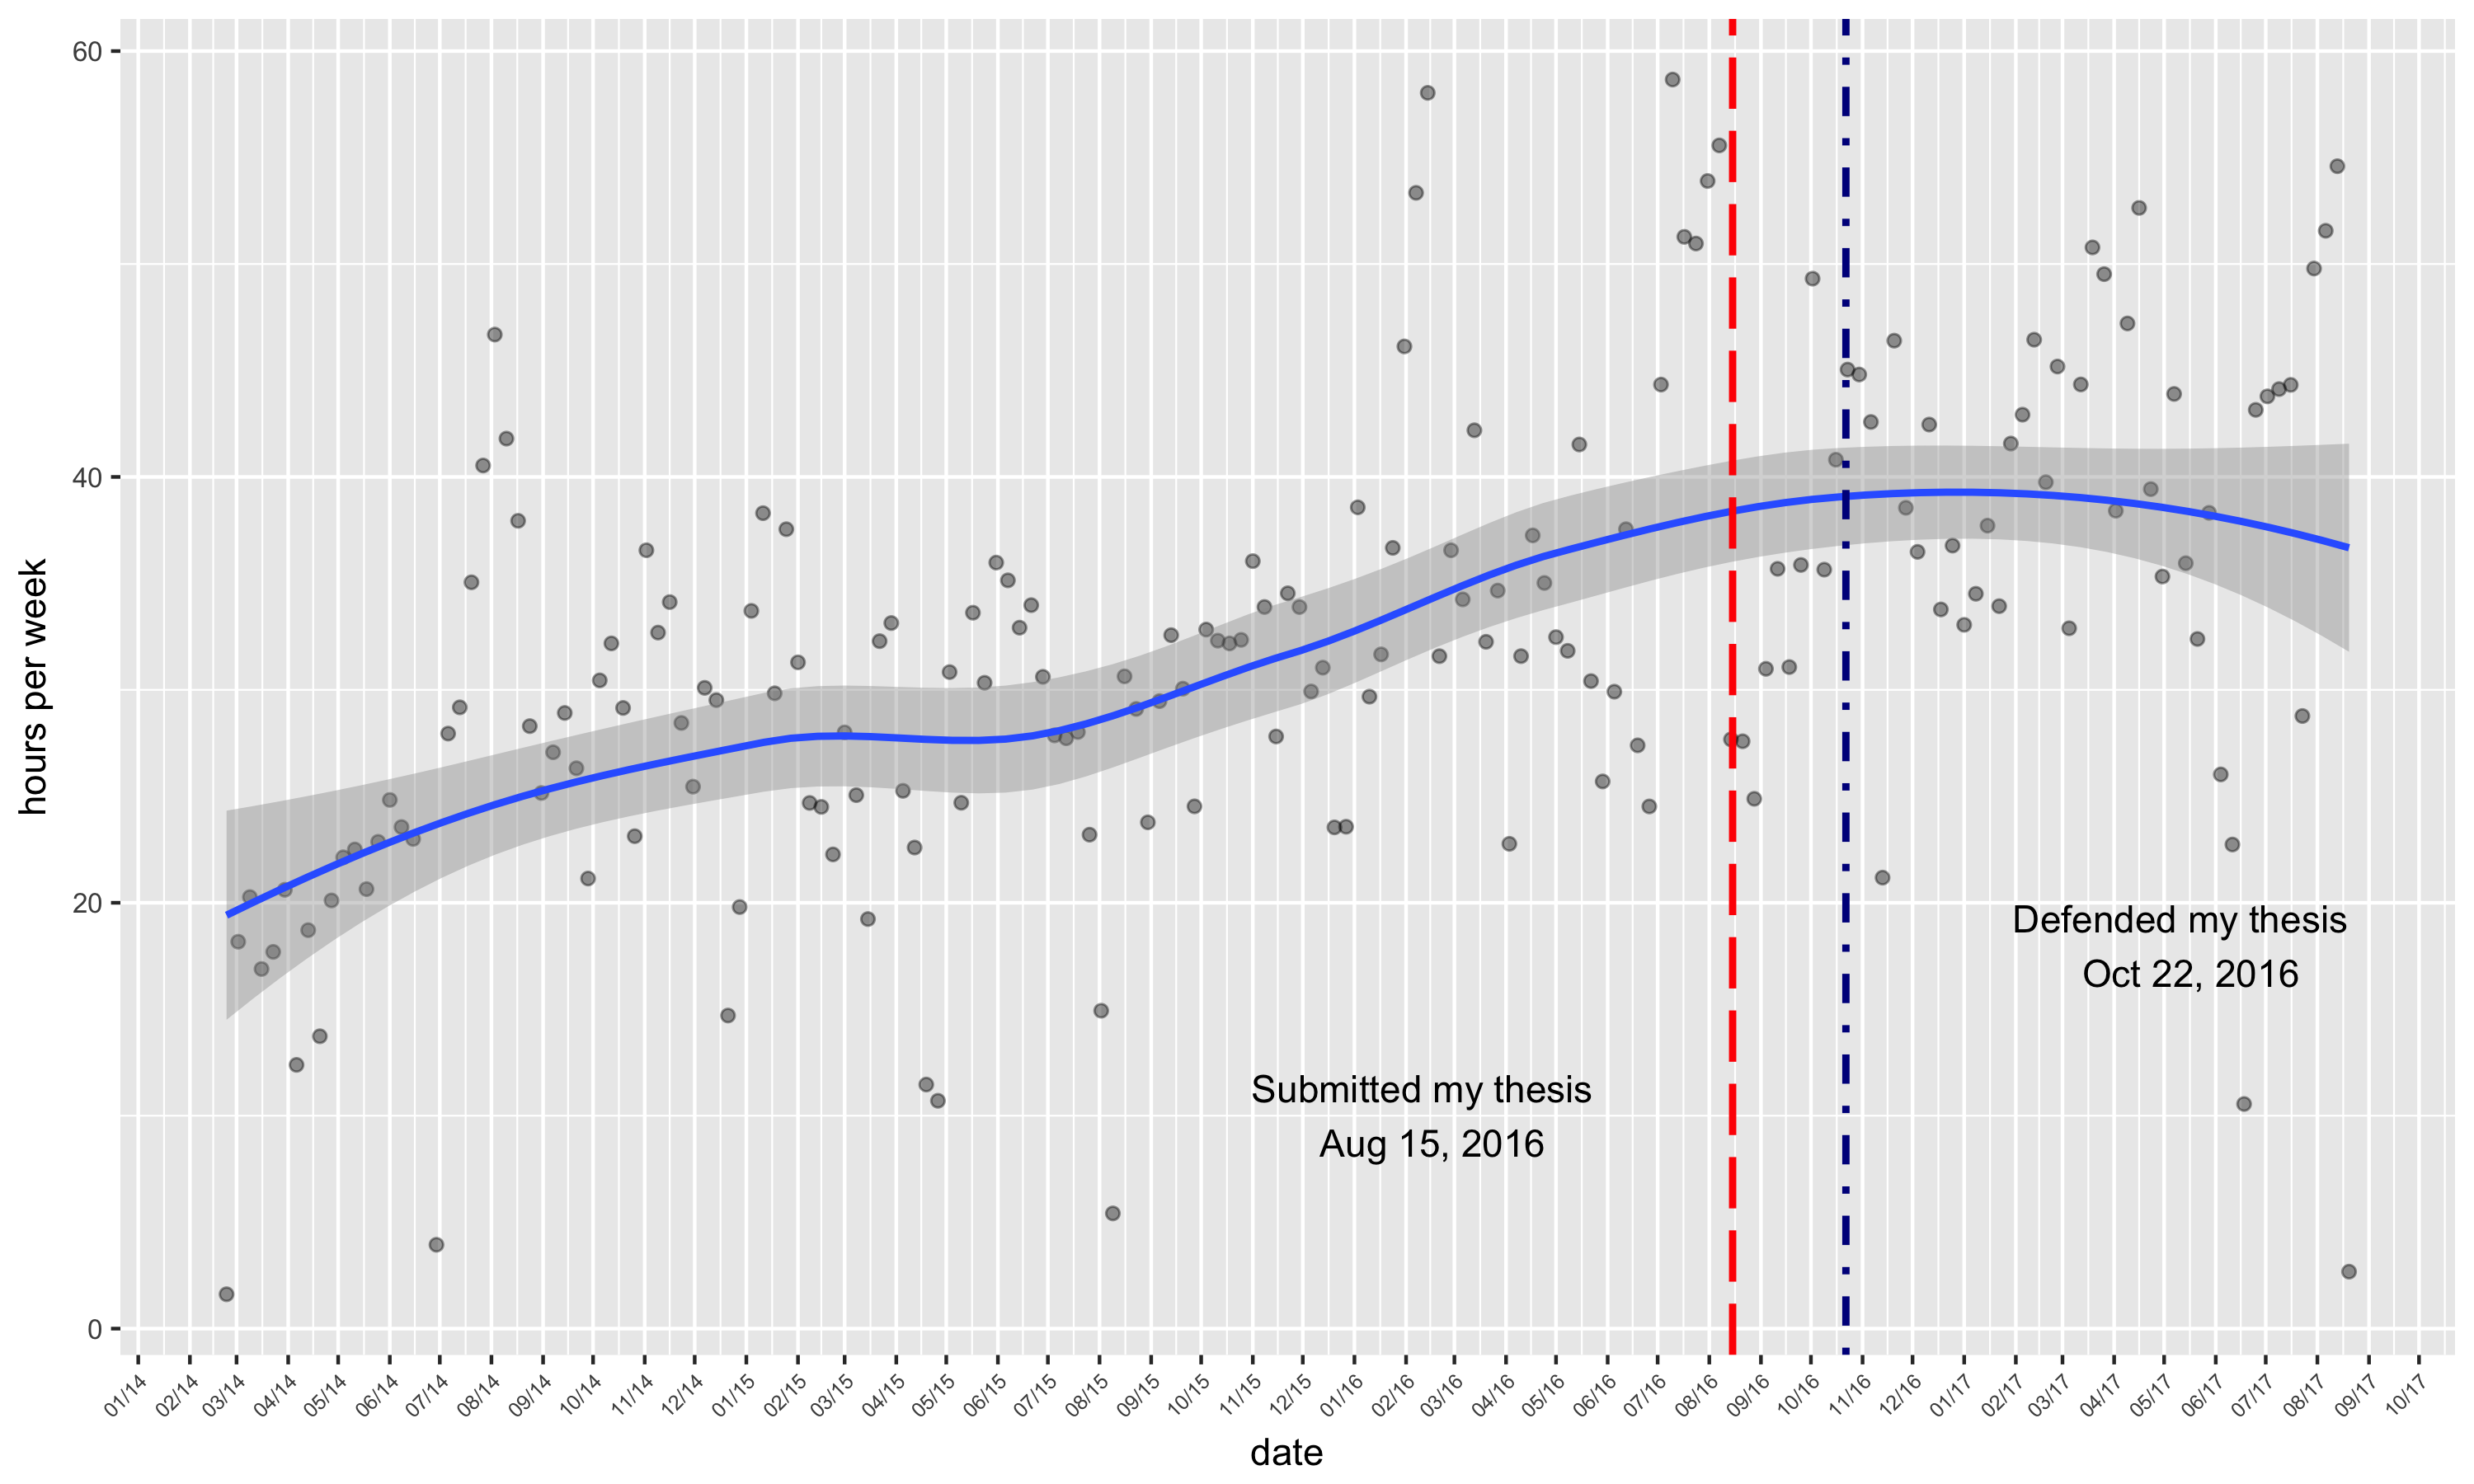 60
40
20
0
hours per week
Defended my thesis
Oct 22, 2016
Submitted my thesis
Aug 15, 2016
01/14 02/14 03/14 04/14 05/14 06/14 07/14 08/14 09/14 10/14 11/14 12/14 01/15 02/15 03/15 04/15 05/15 06/15 07/15 08/15 09/15 10/15 11/15 12/15 01/16 02/16 03/16 04/16 05/16 06/16 07/16 08/16 09/16 10/16 11/16 12/16 01/17 02/17 03/17 04/17 05/17 06/17 07/17 08/17 09/17 10/17
date